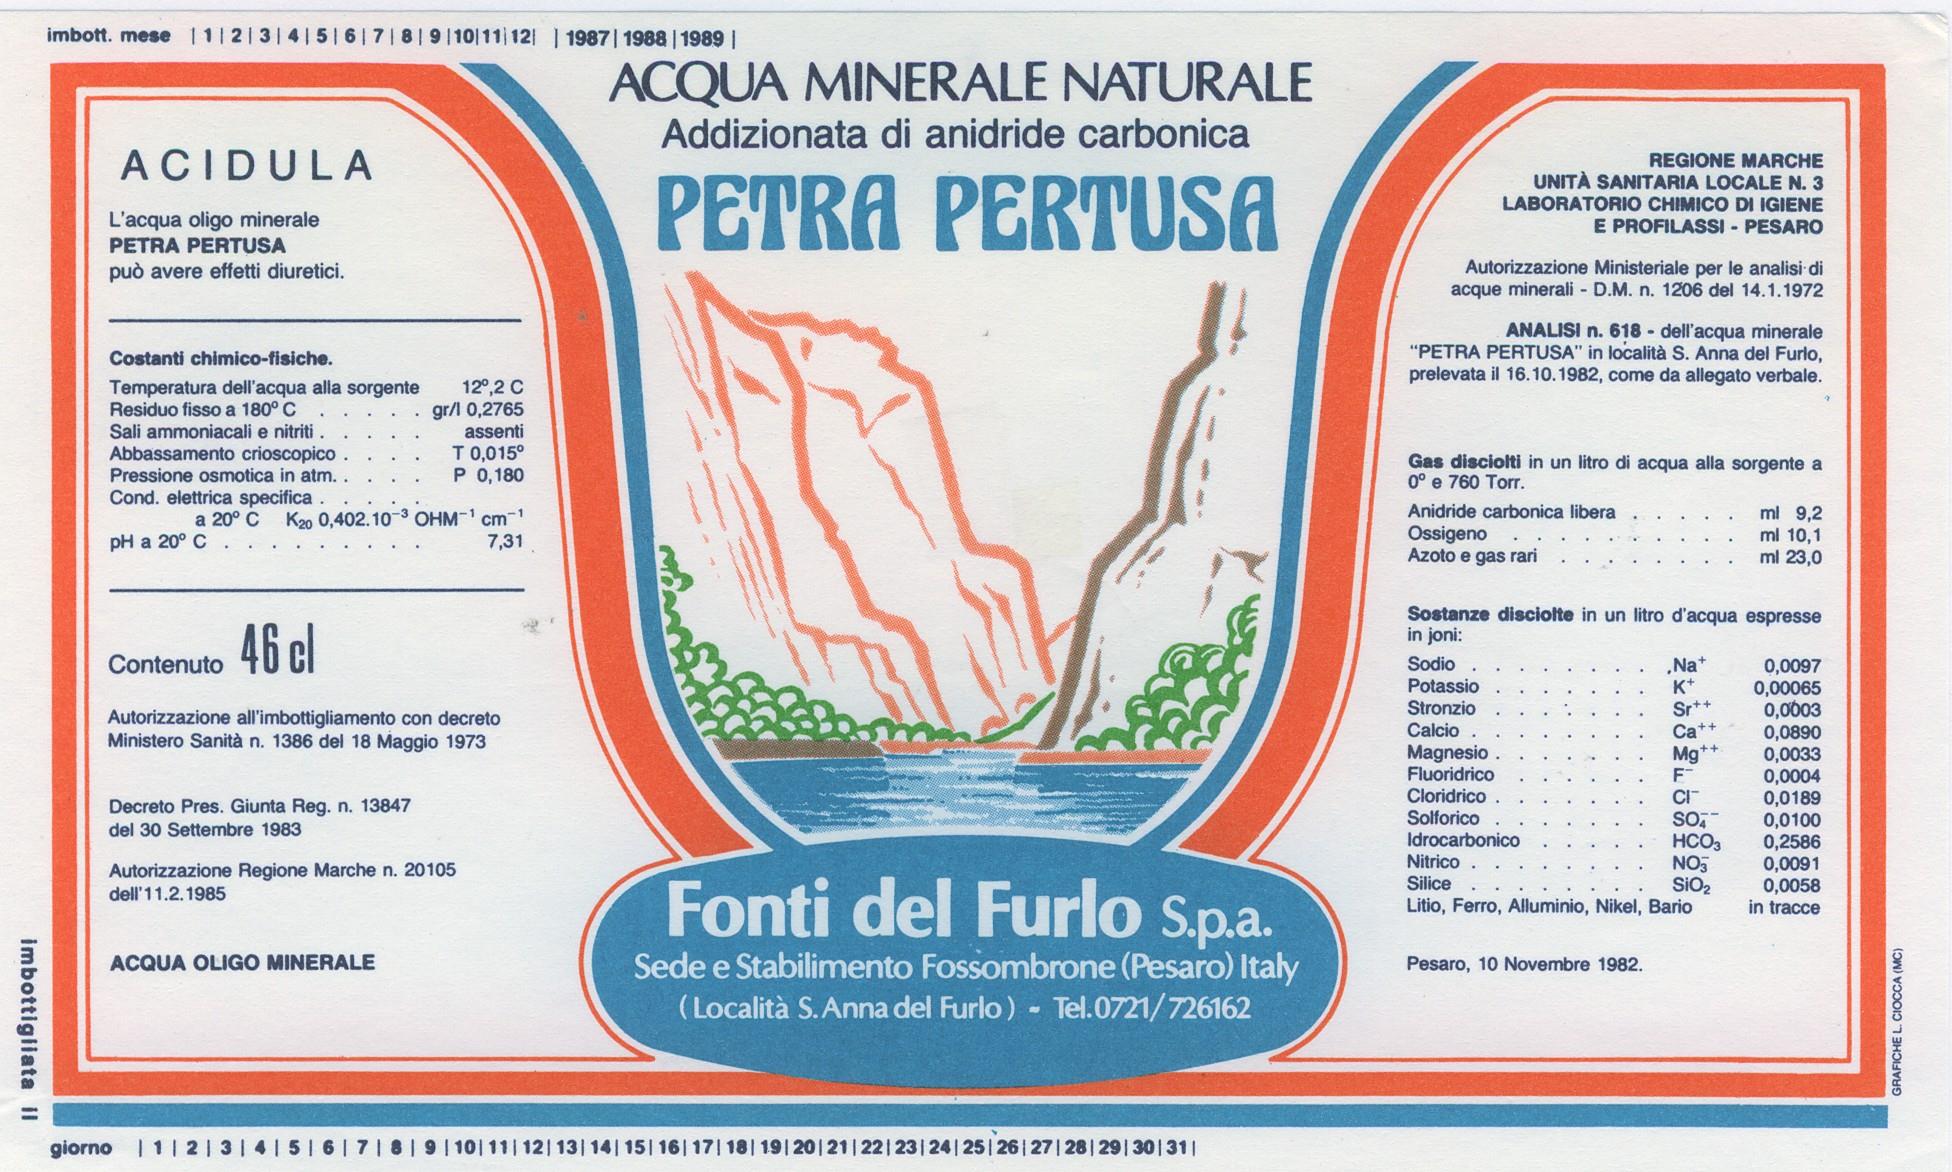 imbott. mese | 1 | 2 | 3 | 4 | 5 | 6 | 7 | 8 | 9 |10|11|12| | 1987 | 1988 | 1989 |
ACQUA MINERALE NATURALE
Addizionata di anidride carbonica
PETRA PERTUSA
ACIDULA
L'acqua oligo minerale
PETRA PERTUSA
può avere effetti diuretici.
Costanti chimico-fisiche.
Temperatura dell'acqua alla sorgente 12º,2 C
Residuo fisso a 180º C . . . . . gr/l 0,2765
Sali ammoniacali e nitriti . . . . . assenti
Abbassamento crioscopico . . . . T 0,015º
Pressione osmotica in atm. . . . . P 0,180
Cond. elettrica specifica . . . . .
a 20º C K₂₀ 0,402.10⁻³ OHM⁻¹ cm⁻¹
pH a 20º C . . . . . . . . . 7,31
Contenuto 46 cl
Autorizzazione all'imbottigliamento con decreto
Ministero Sanità n. 1386 del 18 Maggio 1973
Decreto Pres. Giunta Reg. n. 13847
del 30 Settembre 1983
Autorizzazione Regione Marche n. 20105
dell'11.2.1985
ACQUA OLIGO MINERALE
Fonti del Furlo S.p.a.
Sede e Stabilimento Fossombrone (Pesaro) Italy
(Località S. Anna del Furlo) - Tel. 0721/726162
REGIONE MARCHE
UNITÀ SANITARIA LOCALE N. 3
LABORATORIO CHIMICO DI IGIENE
E PROFILASSI - PESARO
Autorizzazione Ministeriale per le analisi di
acque minerali - D.M. n. 1206 del 14.1.1972
ANALISI n. 618 - dell'acqua minerale
"PETRA PERTUSA" in località S. Anna del Furlo,
prelevata il 16.10.1982, come da allegato verbale.
Gas disciolti in un litro di acqua alla sorgente a
0º e 760 Torr.
Anidride carbonica libera . . . . . ml 9,2
Ossigeno . . . . . . . . . . ml 10,1
Azoto e gas rari . . . . . . . . ml 23,0
Sostanze disciolte in un litro d'acqua espresse
in joni:
Sodio . . . . . . . . Na⁺ 0,0097
Potassio . . . . . . . K⁺ 0,00065
Stronzio . . . . . . . Sr⁺⁺ 0,0003
Calcio . . . . . . . . Ca⁺⁺ 0,0890
Magnesio . . . . . . . Mg⁺⁺ 0,0033
Fluoridrico . . . . . . . F⁻ 0,0004
Cloridrico . . . . . . . Cl⁻ 0,0189
Solforico . . . . . . . SO₄⁻⁻ 0,0100
Idrocarbonico . . . . . HCO₃ 0,2586
Nitrico . . . . . . . . NO₃⁻ 0,0091
Silice . . . . . . . . SiO₂ 0,0058
Litio, Ferro, Alluminio, Nikel, Bario in tracce
Pesaro, 10 Novembre 1982.
GRAFICHE L. CIOCCA (MC)
imbottigliata il
giorno | 1 | 2 | 3 | 4 | 5 | 6 | 7 | 8 | 9 |10|11|12|13|14|15|16|17|18|19|20|21|22|23|24|25|26|27|28|29|30|31|